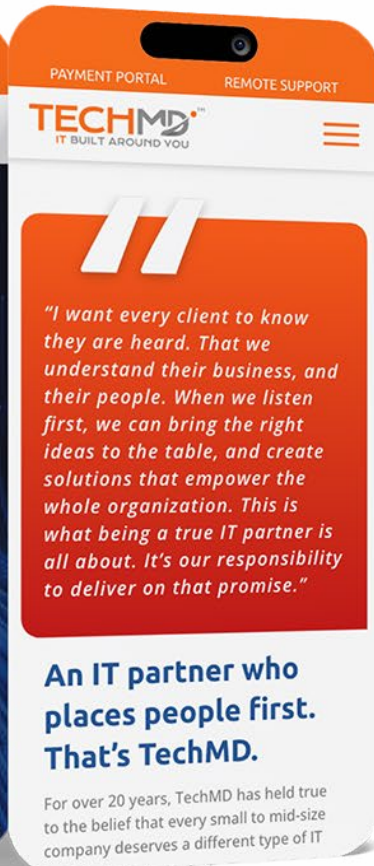 PAYMENT PORTAL
REMOTE SUPPORT
TECHMD™
IT BUILT AROUND YOU
"
“I want every client to know
they are heard. That we
understand their business, and
their people. When we listen
first, we can bring the right
ideas to the table, and create
solutions that empower the
whole organization. This is
what being a true IT partner is
all about. It’s our responsibility
to deliver on that promise.”
An IT partner who
places people first.
That’s TechMD.
For over 20 years, TechMD has held true
to the belief that every small to mid-size
company deserves a different type of IT